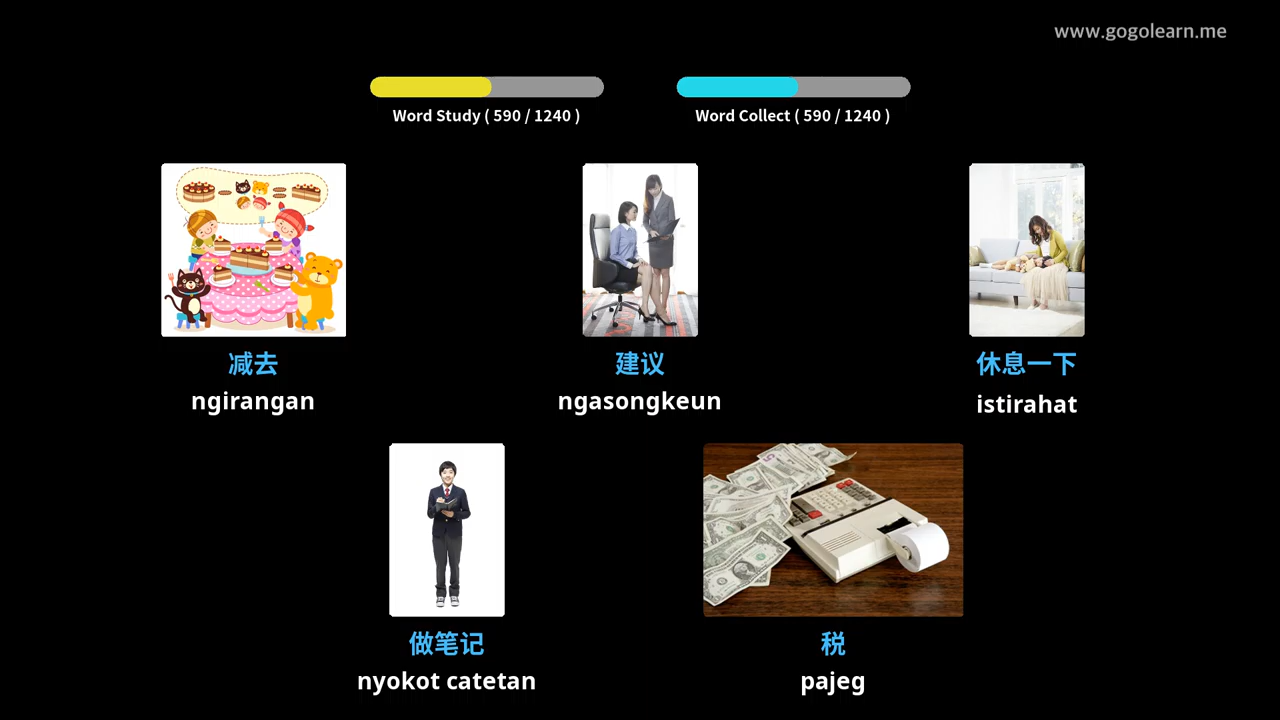 www.gogolearn.me
Word Study ( 590 / 1240 )
Word Collect ( 590 / 1240 )
减去
ngirangan
建议
ngasongkeun
休息一下
istirahat
做笔记
nyokot catetan
税
pajeg